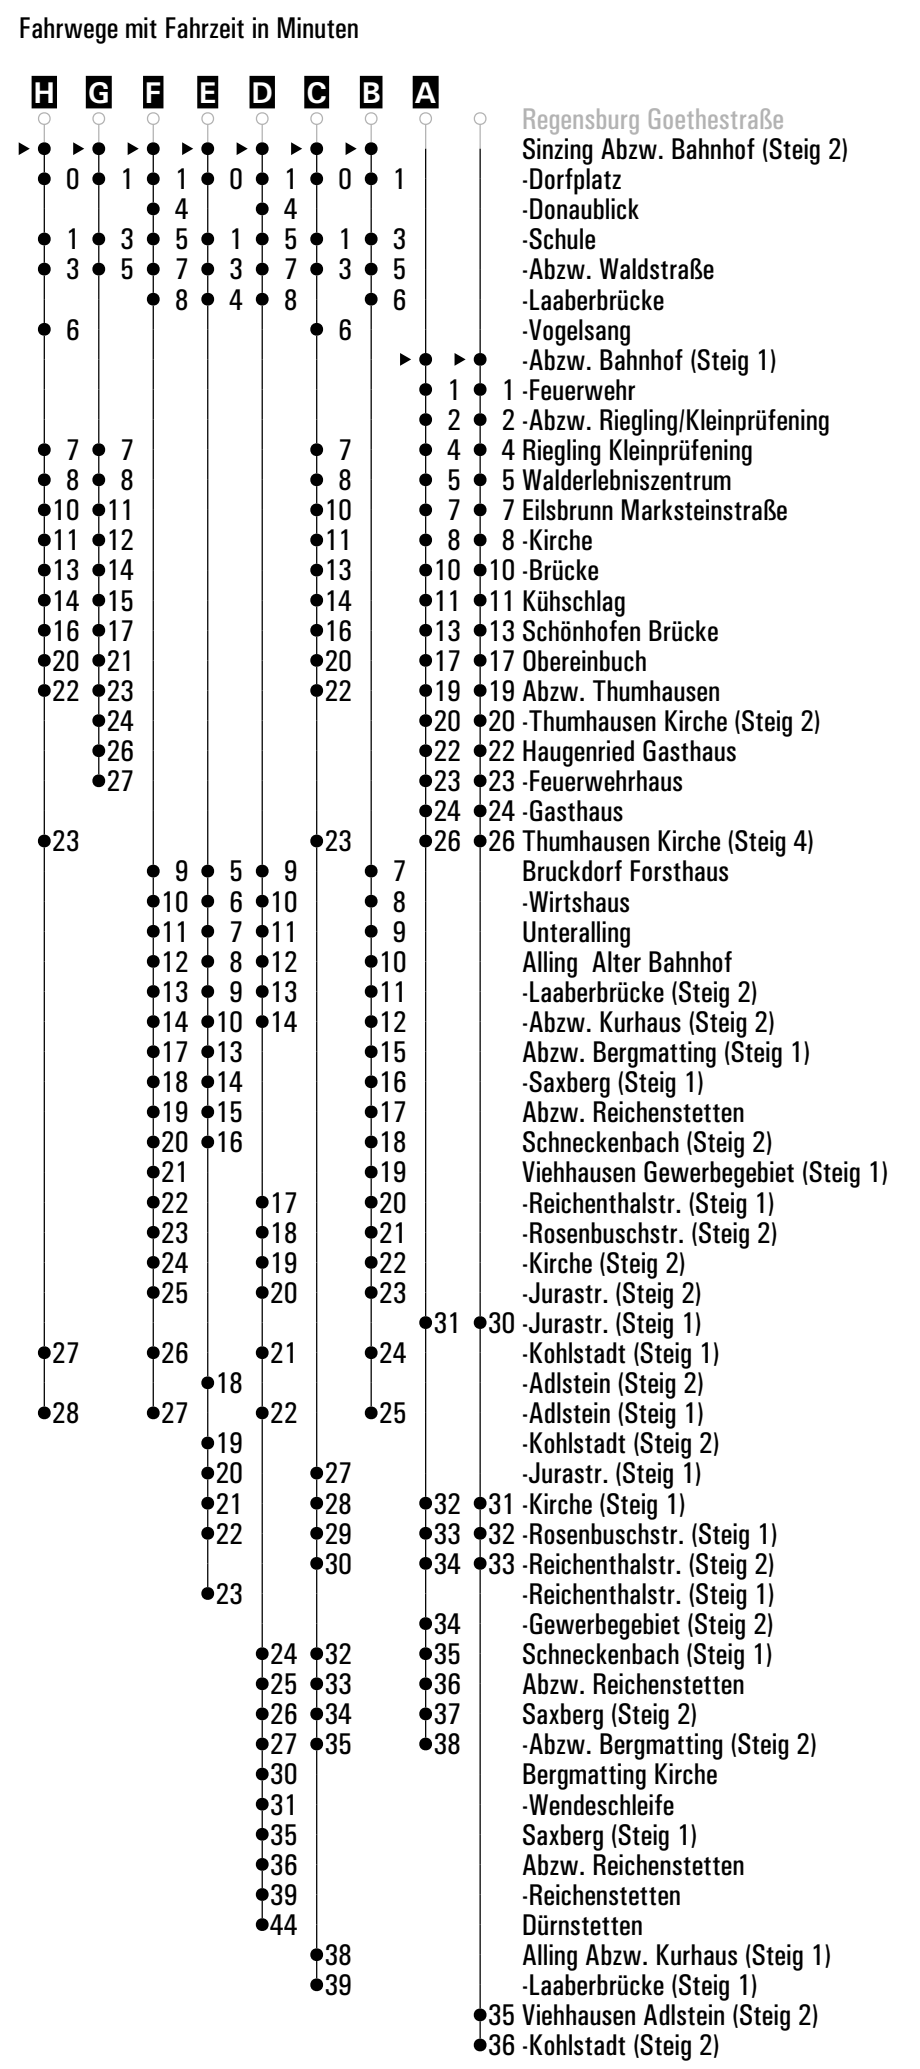 Fahrwege mit Fahrzeit in Minuten
H G F E D C B A
Regensburg Goethestraße
Sinzing Abzw. Bahnhof (Steig 2)
0 1 1 0 1 0 1 -Dorfplatz
4 4 -Donaublick
1 3 5 1 5 1 3 -Schule
3 5 7 3 7 3 5 -Abzw. Waldstraße
8 4 8 6 -Laaberbrücke
6 6 -Vogelsang
-Abzw. Bahnhof (Steig 1)
1 1 -Feuerwehr
2 2 -Abzw. Riegling/Kleinprüfening
7 7 7 4 4 Riegling Kleinprüfening
8 8 8 5 5 Walderlebniszentrum
10 11 10 7 7 Eilsbrunn Marksteinstraße
11 12 11 8 8 -Kirche
13 14 13 10 10 -Brücke
14 15 14 11 11 Kühschlag
16 17 16 13 13 Schönhofen Brücke
20 21 20 17 17 Obereinbuch
22 23 22 19 19 Abzw. Thumhausen
24 20 20 -Thumhausen Kirche (Steig 2)
26 22 22 Haugenried Gasthaus
27 23 23 -Feuerwehrhaus
24 24 -Gasthaus
23 23 26 26 Thumhausen Kirche (Steig 4)
9 5 9 7 Bruckdorf Forsthaus
10 6 10 8 -Wirtshaus
11 7 11 9 Unteralling
12 8 12 10 Alling Alter Bahnhof
13 9 13 11 -Laaberbrücke (Steig 2)
14 10 14 12 -Abzw. Kurhaus (Steig 2)
17 13 15 Abzw. Bergmatting (Steig 1)
18 14 16 -Saxberg (Steig 1)
19 15 17 Abzw. Reichenstetten
20 16 18 Schneckenbach (Steig 2)
21 19 Viehhausen Gewerbegebiet (Steig 1)
22 17 20 -Reichenthalstr. (Steig 1)
23 18 21 -Rosenbuschstr. (Steig 2)
24 19 22 -Kirche (Steig 2)
25 20 23 -Jurastr. (Steig 2)
31 30 -Jurastr. (Steig 1)
27 26 21 24 -Kohlstadt (Steig 1)
18 -Adlstein (Steig 2)
28 27 22 25 -Adlstein (Steig 1)
19 -Kohlstadt (Steig 2)
20 27 -Jurastr. (Steig 1)
21 28 32 31 -Kirche (Steig 1)
22 29 33 32 -Rosenbuschstr. (Steig 1)
30 34 33 -Reichenthalstr. (Steig 2)
23 -Reichenthalstr. (Steig 1)
34 -Gewerbegebiet (Steig 2)
24 32 35 Schneckenbach (Steig 1)
25 33 36 Abzw. Reichenstetten
26 34 37 Saxberg (Steig 2)
27 35 38 -Abzw. Bergmatting (Steig 2)
30 Bergmatting Kirche
31 -Wendeschleife
35 Saxberg (Steig 1)
36 Abzw. Reichenstetten
39 -Reichenstetten
44 Dürnstetten
38 Alling Abzw. Kurhaus (Steig 1)
39 -Laaberbrücke (Steig 1)
35 Viehhausen Adlstein (Steig 2)
36 -Kohlstadt (Steig 2)